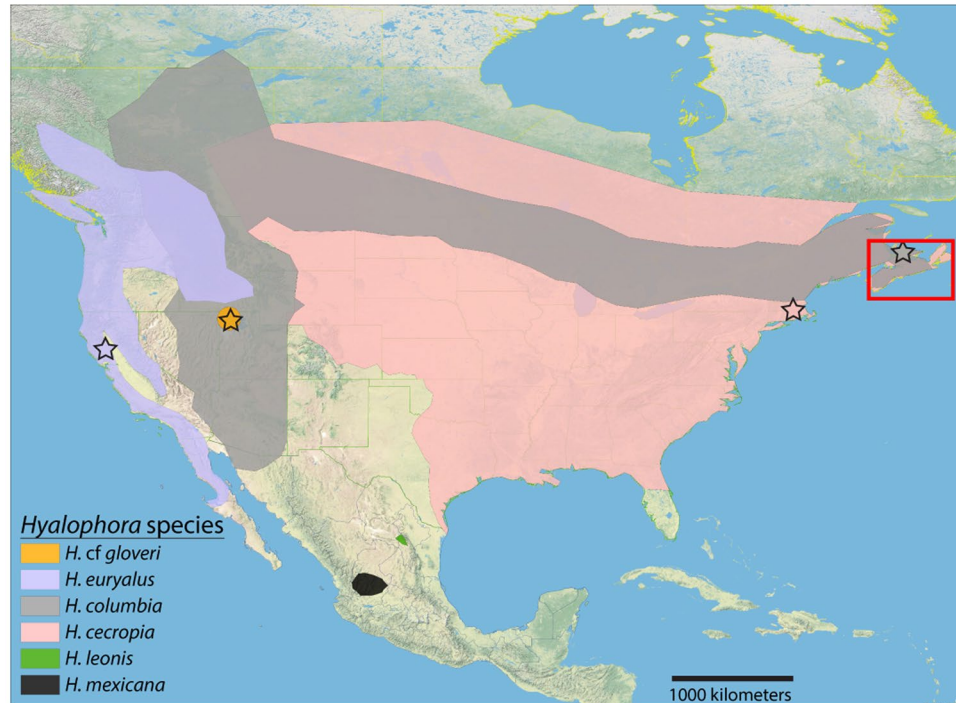 Hyalophora species
H. cf gloveri
H. euryalus
H. columbia
H. cecropia
H. leonis
H. mexicana
1000 kilometers